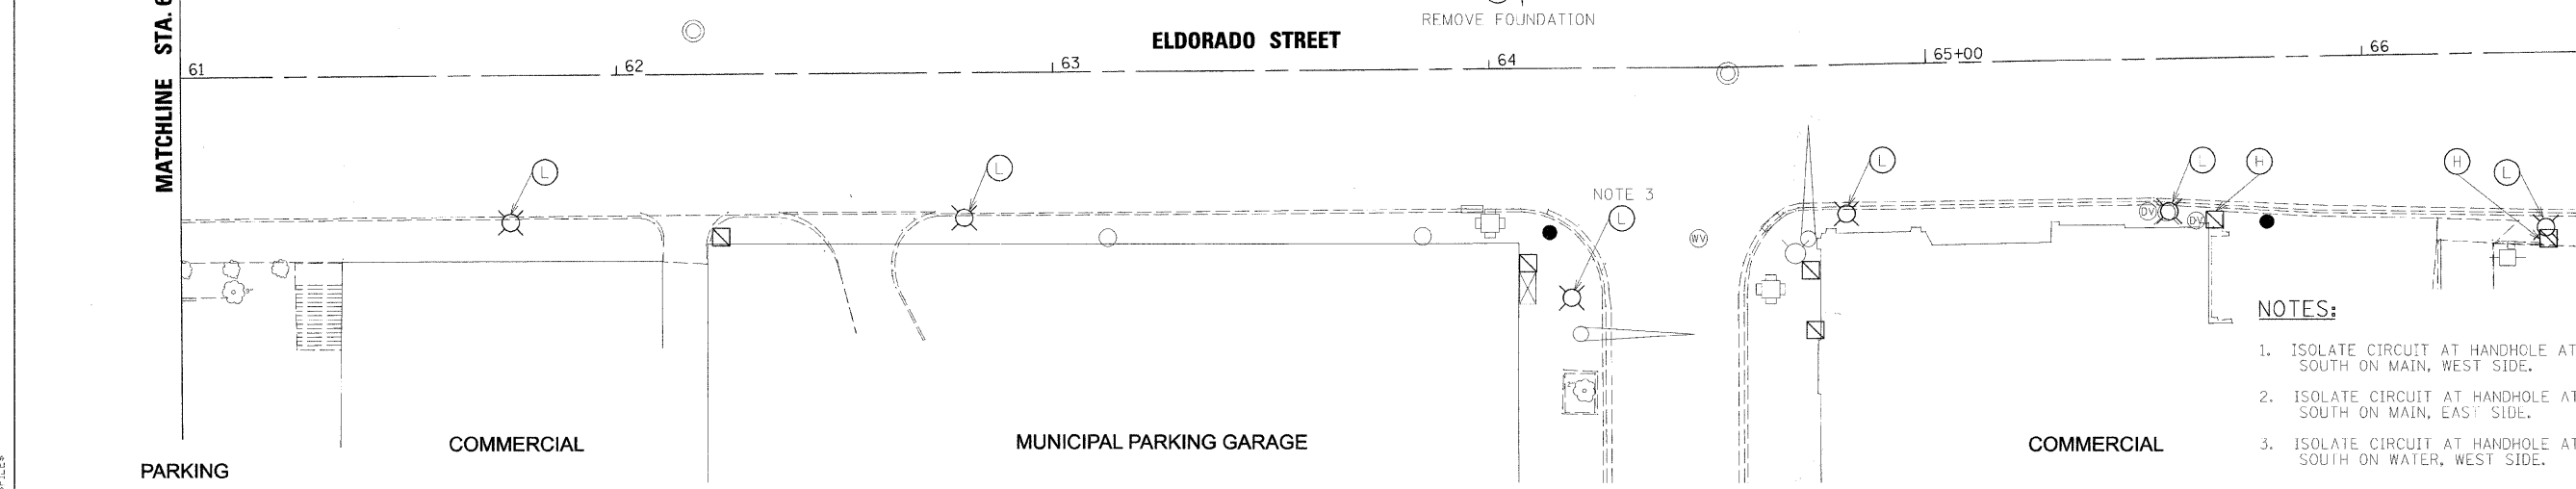 MATCHLINE STA. 6
REMOVE FOUNDATION
ELDORADO STREET
61
62
63
64
65+00
66
L
L
NOTE 3
L
L
L
H
H
L
WV
DV
DV
2"
NOTES:
1. ISOLATE CIRCUIT AT HANDHOLE AT
SOUTH ON MAIN, WEST SIDE.
2. ISOLATE CIRCUIT AT HANDHOLE AT
SOUTH ON MAIN, EAST SIDE.
3. ISOLATE CIRCUIT AT HANDHOLE AT
SOUTH ON WATER, WEST SIDE.
COMMERCIAL
MUNICIPAL PARKING GARAGE
COMMERCIAL
PARKING